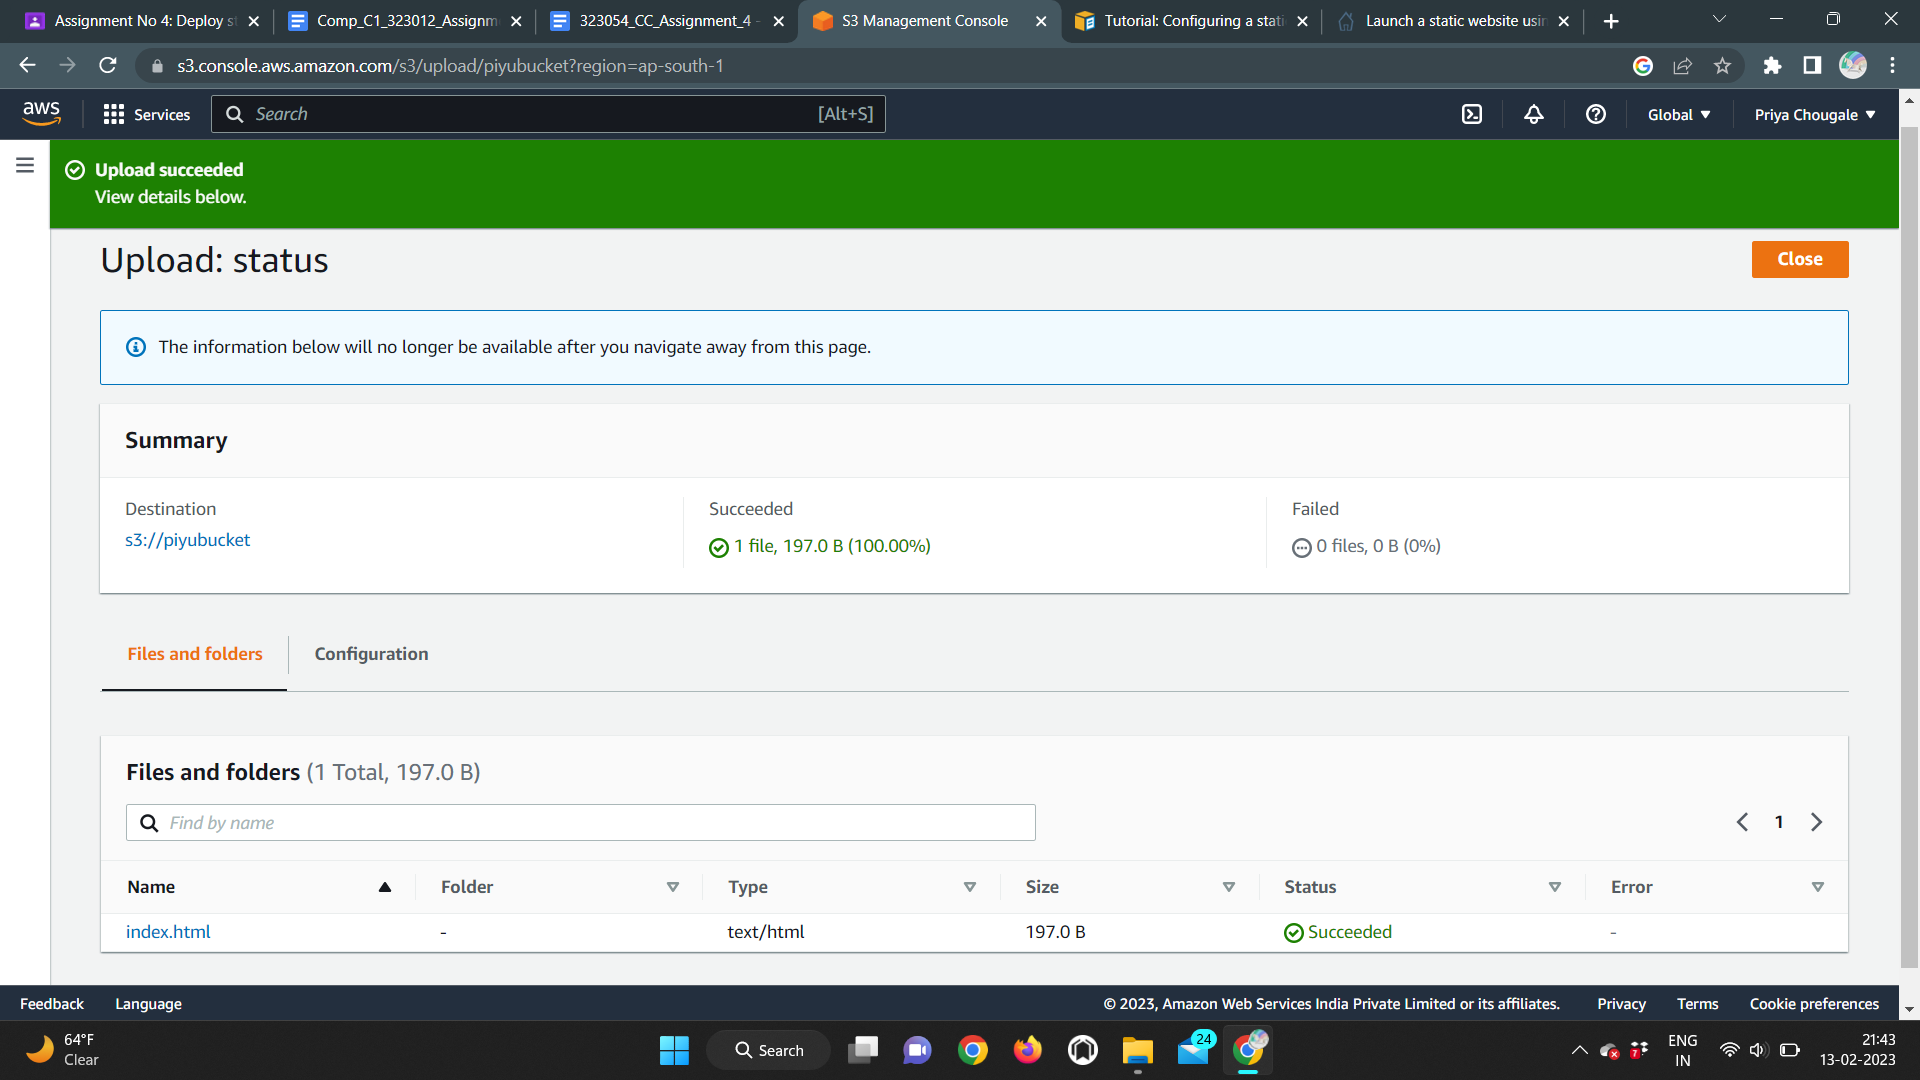 Assignment No 4: Deploy st
Comp_C1_323012_Assignm
323054_CC_Assignment_4 -
S3 Management Console
Tutorial: Configuring a stati
Launch a static website usin
s3.console.aws.amazon.com/s3/upload/piyubucket?region=ap-south-1
aws
Services
Search
[Alt+S]
Global
Priya Chougale
Upload succeeded
View details below.
Upload: status
Close
The information below will no longer be available after you navigate away from this page.
Summary
Destination
s3://piyubucket
Succeeded
1 file, 197.0 B (100.00%)
Failed
0 files, 0 B (0%)
Files and folders
Configuration
Files and folders (1 Total, 197.0 B)
Find by name
1
Name
Folder
Type
Size
Status
Error
index.html
-
text/html
197.0 B
Succeeded
-
Feedback
Language
© 2023, Amazon Web Services India Private Limited or its affiliates.
Privacy
Terms
Cookie preferences
64°F
Clear
Search
24
7
ENG
IN
21:43
13-02-2023